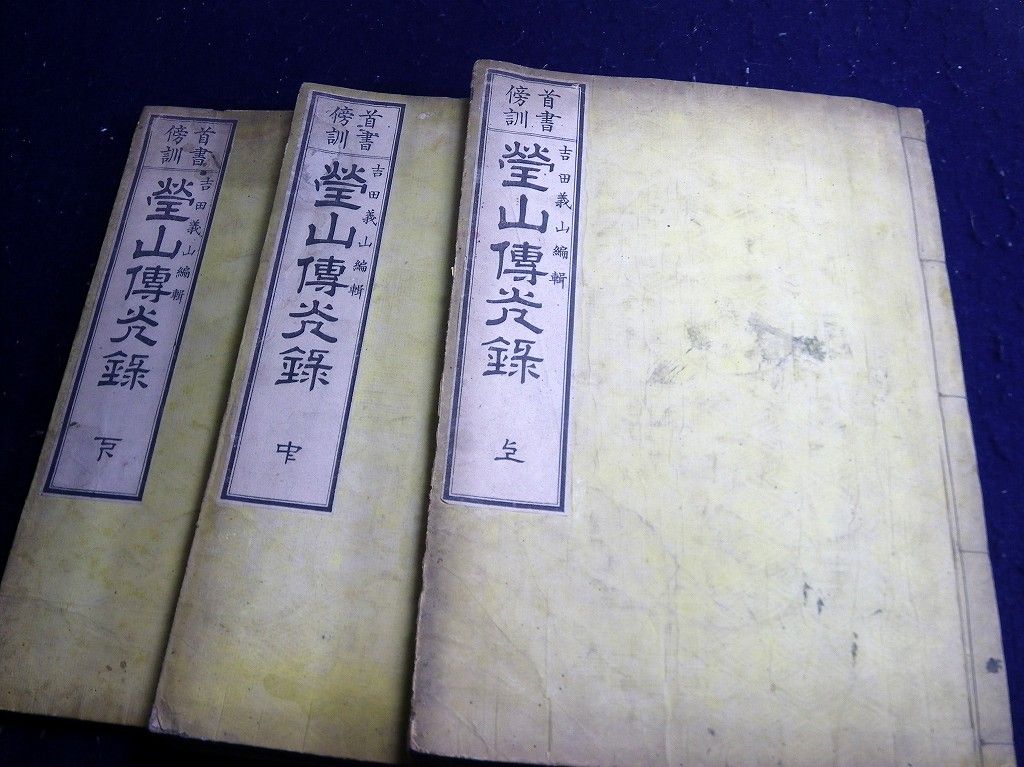 首書
傍訓
吉田義山編輯
瑩山傳光錄
上
首書
傍訓
吉田義山編輯
瑩山傳光錄
中
首書
傍訓
吉田義山編輯
瑩山傳光錄
下